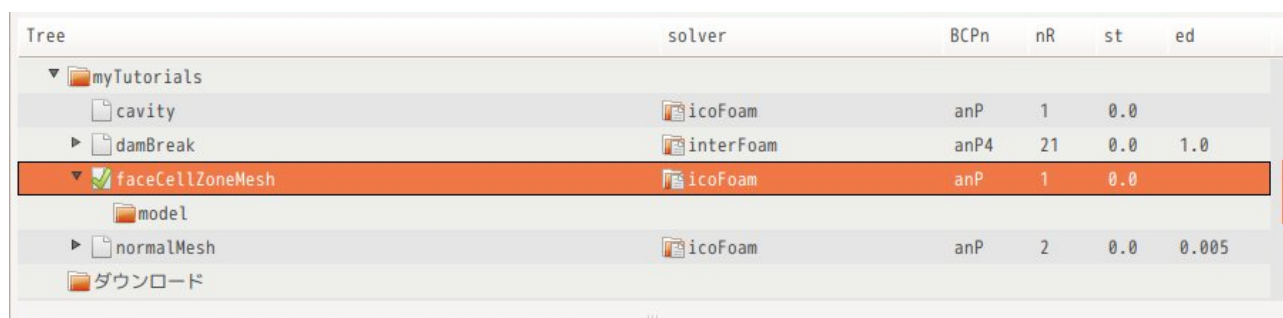 Tree solver BCPn nR st ed
myTutorials
cavity icoFoam anP 1 0.0
damBreak interFoam anP4 21 0.0 1.0
faceCellZoneMesh icoFoam anP 1 0.0
model
normalMesh icoFoam anP 2 0.0 0.005
ダウンロード